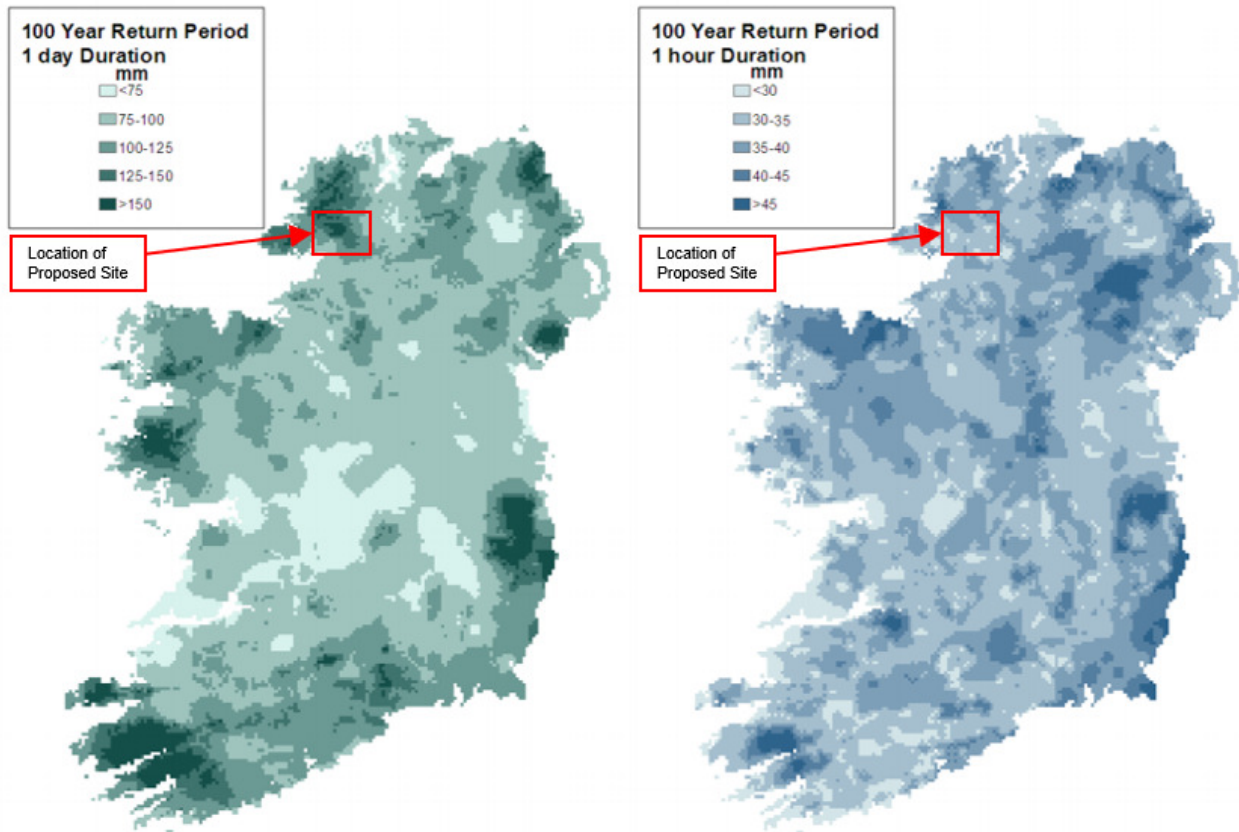 100 Year Return Period
1 day Duration
mm
<75
75-100
100-125
125-150
>150
Location of
Proposed Site
100 Year Return Period
1 hour Duration
mm
<30
30-35
35-40
40-45
>45
Location of
Proposed Site